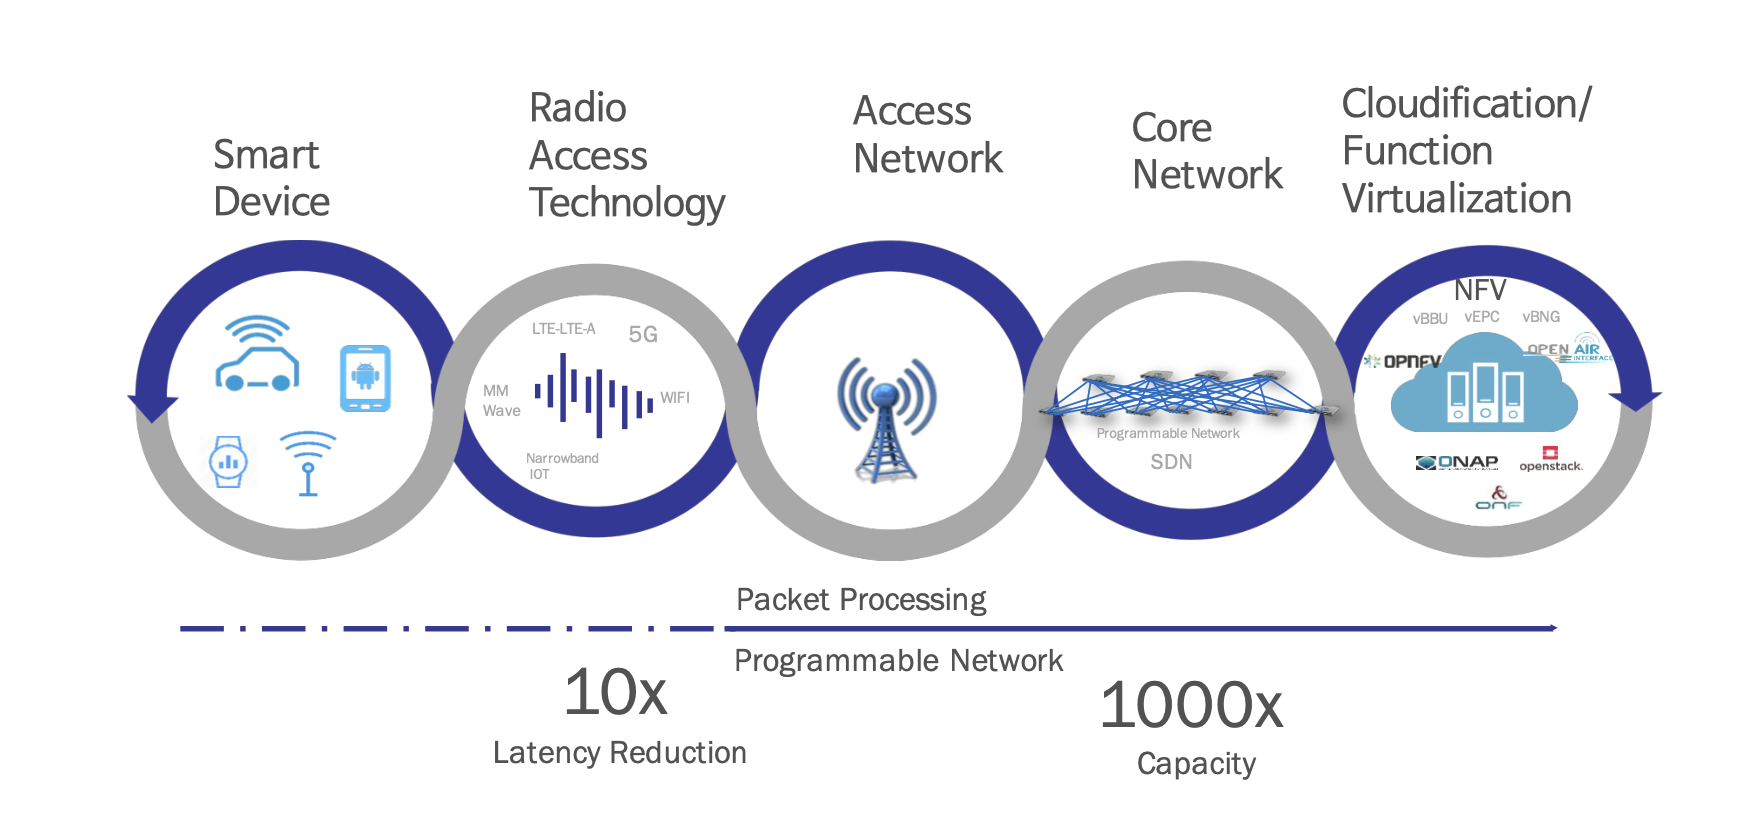 Smart
Device
Radio
Access
Technology
Access
Network
Core
Network
Cloudification/
Function
Virtualization
LTE-LTE-A
5G
MM
Wave
WIFI
Narrowband
IOT
Programmable Network
SDN
NFV
vBBU vEPC vBNG
OPNFV
OPEN AIR
INTERFACE
ONAP
openstack.
ONF
Packet Processing
Programmable Network
10x
Latency Reduction
1000x
Capacity